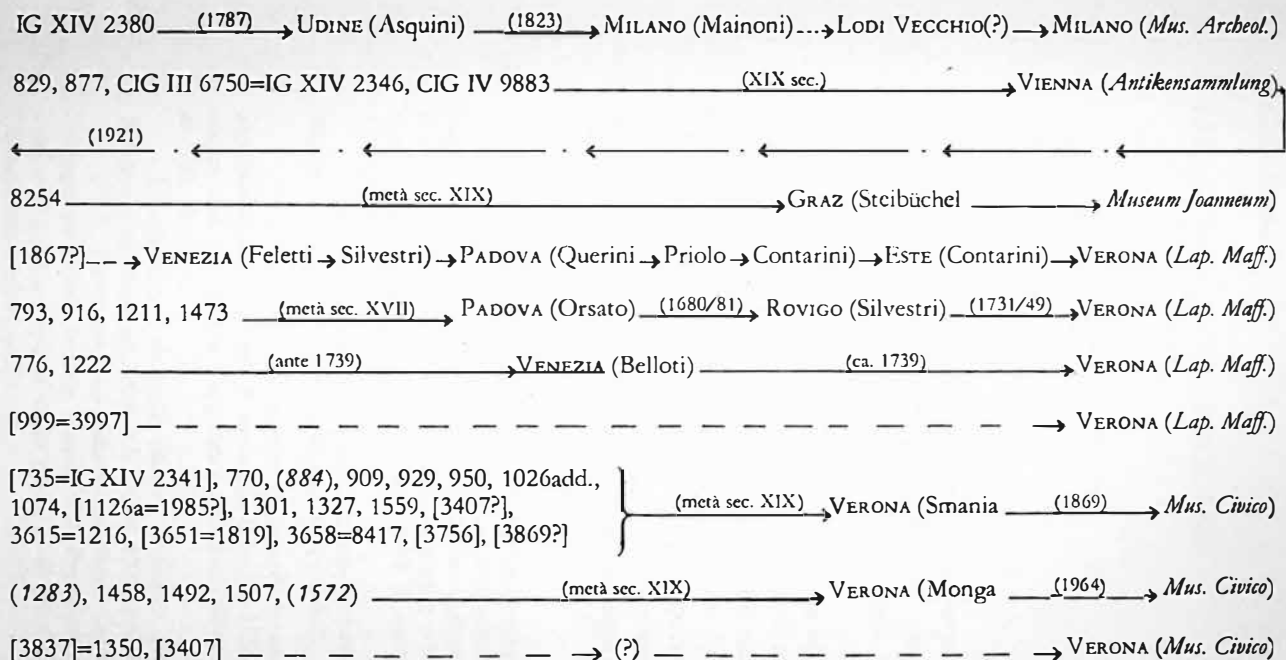 IG XIV 2380 (1787) → UDINE (Asquini) (1823) → MILANO (Mainoni) ...→ LODI VECCHIO(?) → MILANO (Mus. Archeol.)
829, 877, CIG III 6750=IG XIV 2346, CIG IV 9883 (XIX sec.) → VIENNA (Antikensammlung)
← (1921) · ← · ← · ← · ← · ← · ←
8254 (metà sec. XIX) → GRAZ (Steibüchel → Museum Joanneum)
[1867?] --→ VENEZIA (Feletti → Silvestri) → PADOVA (Querini → Priolo → Contarini) → ESTE (Contarini) → VERONA (Lap. Maff.)
793, 916, 1211, 1473 (metà sec. XVII) → PADOVA (Orsato) (1680/81) → ROVIGO (Silvestri) (1731/49) → VERONA (Lap. Maff.)
776, 1222 (ante 1739) → VENEZIA (Belloti) (ca. 1739) → VERONA (Lap. Maff.)
[999=3997] — — — → VERONA (Lap. Maff.)
[735=IG XIV 2341], 770, (884), 909, 929, 950, 1026add.,
1074, [1126a=1985?], 1301, 1327, 1559, [3407?],
3615=1216, [3651=1819], 3658=8417, [3756], [3869?] } (metà sec. XIX) → VERONA (Smania (1869) → Mus. Civico)
(1283), 1458, 1492, 1507, (1572) (metà sec. XIX) → VERONA (Monga (1964) → Mus. Civico)
[3837]=1350, [3407] — — — → (?) — — — → VERONA (Mus. Civico)